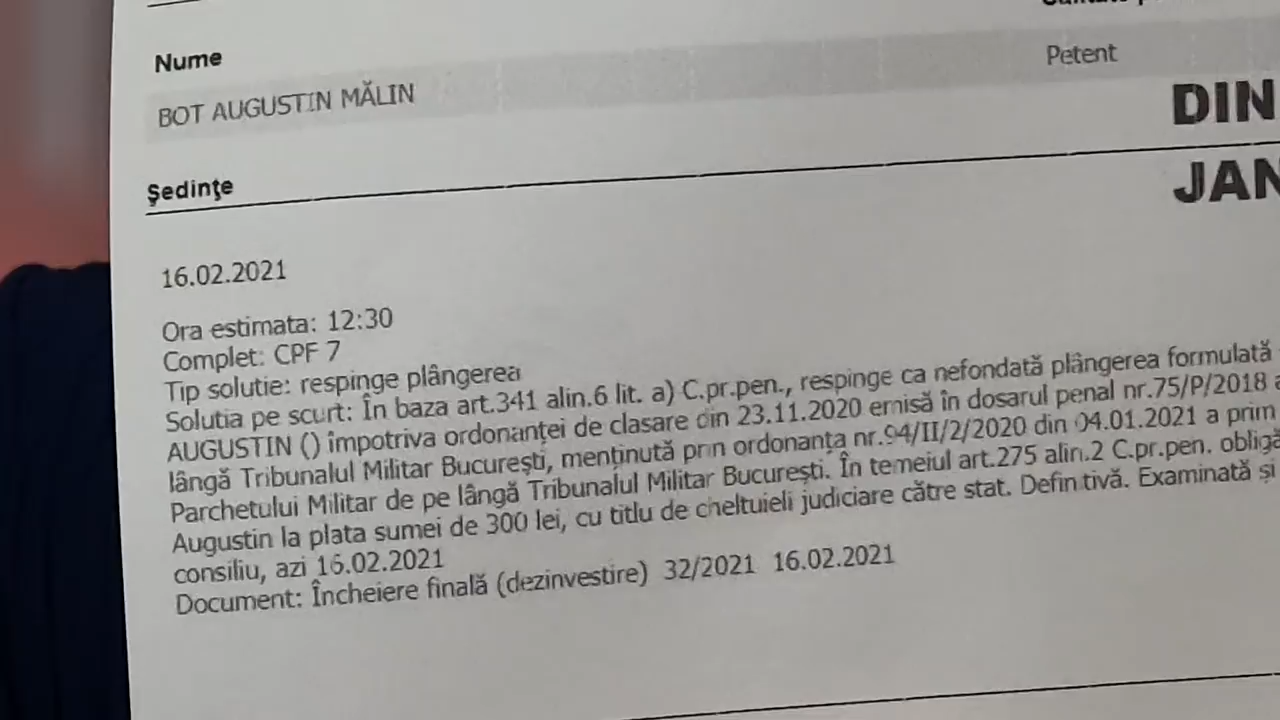 Nume
Petent
BOT AUGUSTIN MĂLIN
DIN
Şedinţe
JAN
16.02.2021
Ora estimata: 12:30
Complet: CPF 7
Tip solutie: respinge plângerea
Solutia pe scurt: În baza art.341 alin.6 lit. a) C.pr.pen., respinge ca nefondată plângerea formulată
AUGUSTIN () împotriva ordonanţei de clasare din 23.11.2020 emisă în dosarul penal nr.75/P/2018 a
lângă Tribunalul Militar Bucureşti, menţinută prin ordonanţa nr.94/II/2/2020 din 04.01.2021 a prim
Parchetului Militar de pe lângă Tribunalul Militar Bucureşti. În temeiul art.275 alin.2 C.pr.pen. obligă
Augustin la plata sumei de 300 lei, cu titlu de cheltuieli judiciare către stat. Definitivă. Examinată şi
consiliu, azi 16.02.2021
Document: Încheiere finală (dezinvestire) 32/2021 16.02.2021